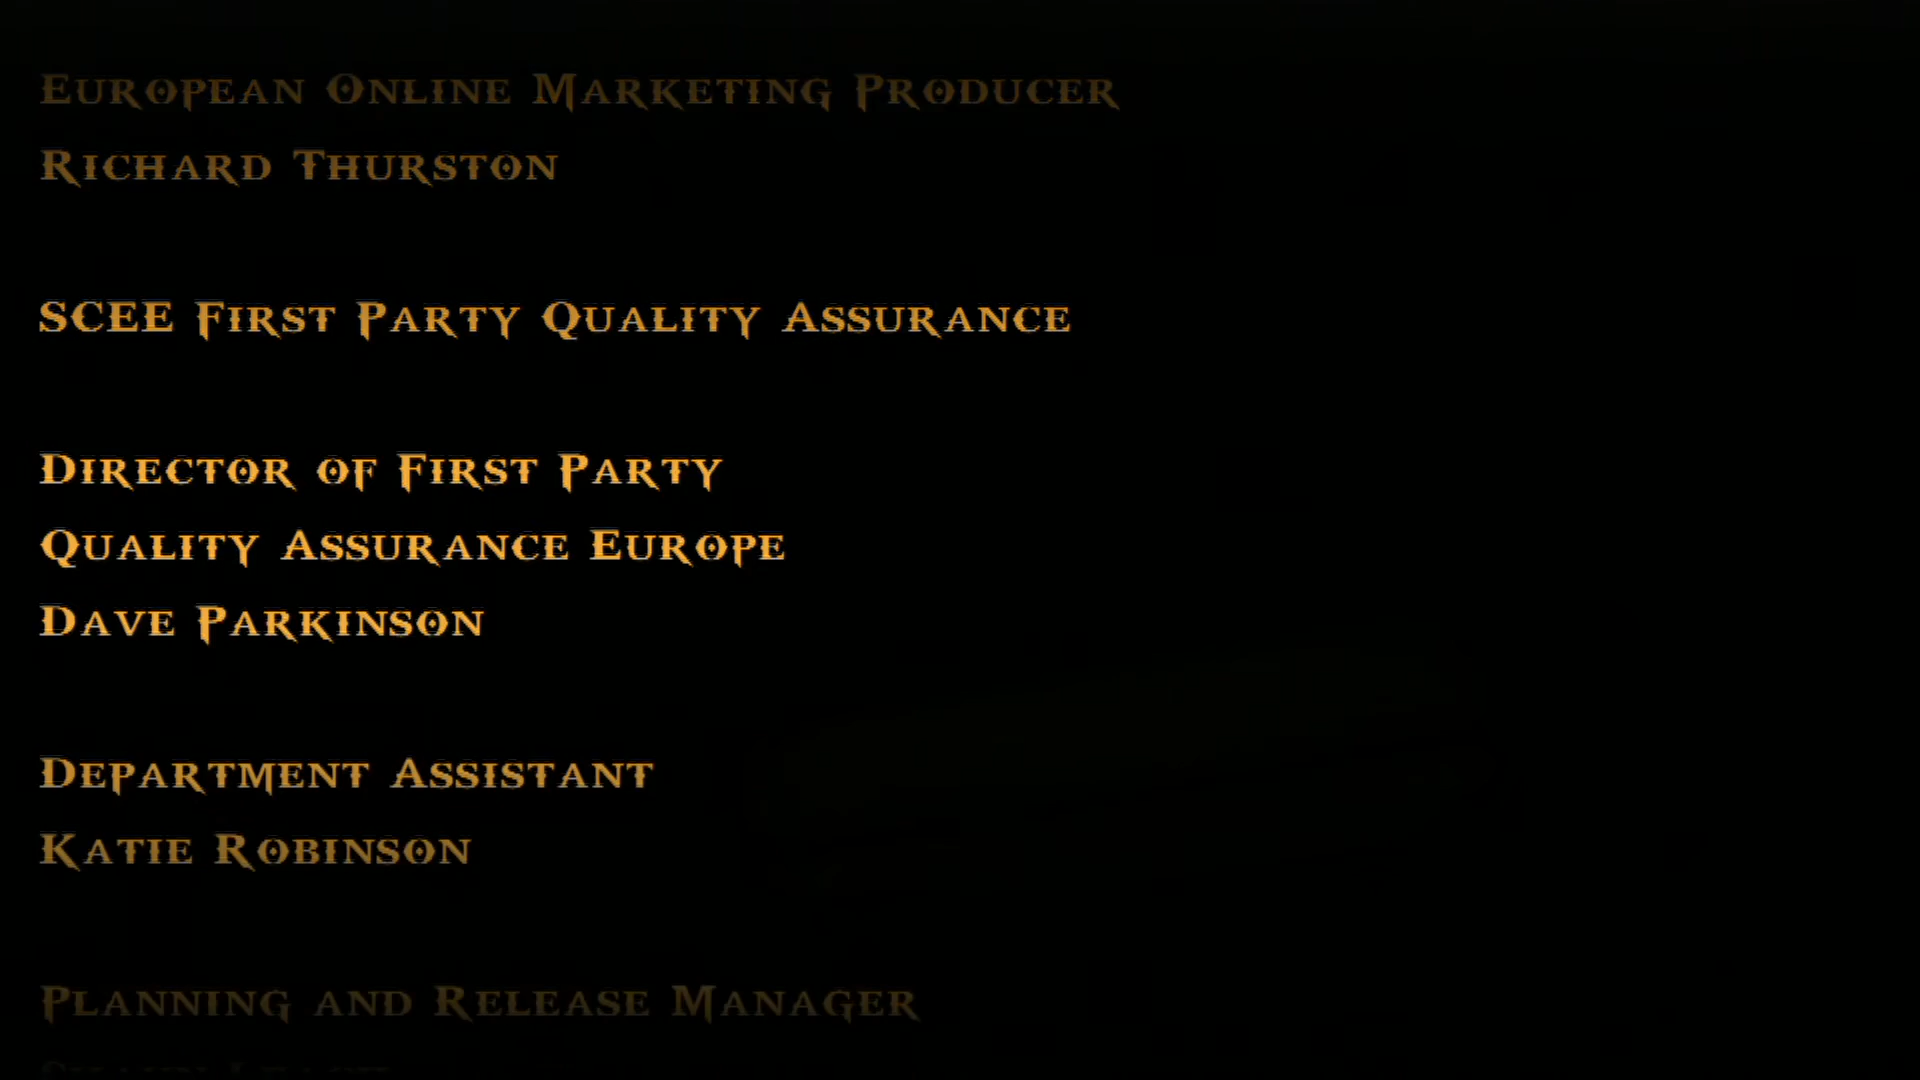 European Online Marketing Producer
Richard Thurston
SCEE First Party Quality Assurance
Director of First Party
Quality Assurance Europe
Dave Parkinson
Department Assistant
Katie Robinson
Planning and Release Manager